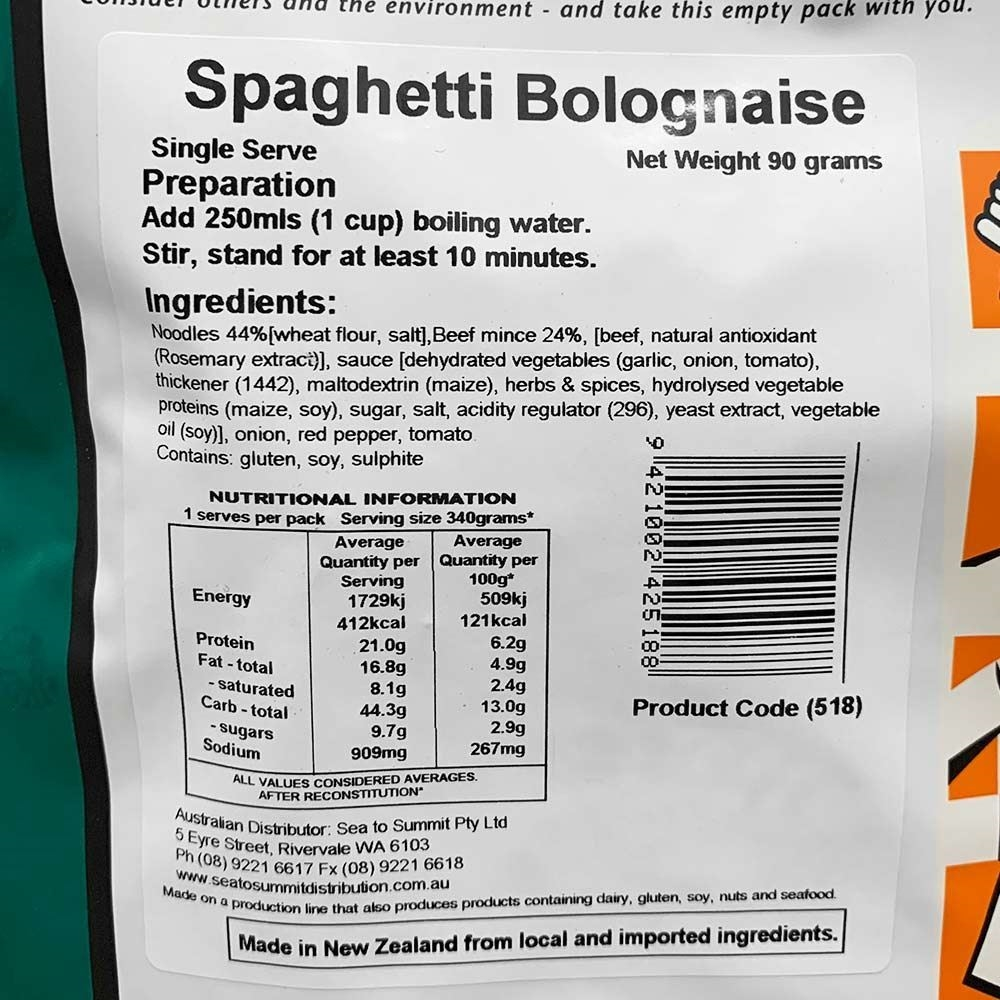 Consider others and the environment - and take this empty pack with you.
Spaghetti Bolognaise
Single Serve
Net Weight 90 grams
Preparation
Add 250mls (1 cup) boiling water.
Stir, stand for at least 10 minutes.
Ingredients:
Noodles 44%[wheat flour, salt],Beef mince 24%, [beef, natural antioxidant
(Rosemary extract)], sauce [dehydrated vegetables (garlic, onion, tomato),
thickener (1442), maltodextrin (maize), herbs & spices, hydrolysed vegetable
proteins (maize, soy), sugar, salt, acidity regulator (296), yeast extract, vegetable
oil (soy)], onion, red pepper, tomato.
Contains: gluten, soy, sulphite
9 421002 425188
Product Code (518)
NUTRITIONAL INFORMATION
1 serves per pack Serving size 340grams*
Average Average
Quantity per Quantity per
Serving 100g*
Energy 1729kj 509kj
412kcal 121kcal
Protein 21.0g 6.2g
Fat - total 16.8g 4.9g
- saturated 8.1g 2.4g
Carb - total 44.3g 13.0g
- sugars 9.7g 2.9g
Sodium 909mg 267mg
ALL VALUES CONSIDERED AVERAGES.
AFTER RECONSTITUTION*
Australian Distributor: Sea to Summit Pty Ltd
5 Eyre Street, Rivervale WA 6103
Ph (08) 9221 6617 Fx (08) 9221 6618
www.seatosummitdistribution.com.au
Made on a production line that also produces products containing dairy, gluten, soy, nuts and seafood.
Made in New Zealand from local and imported ingredients.